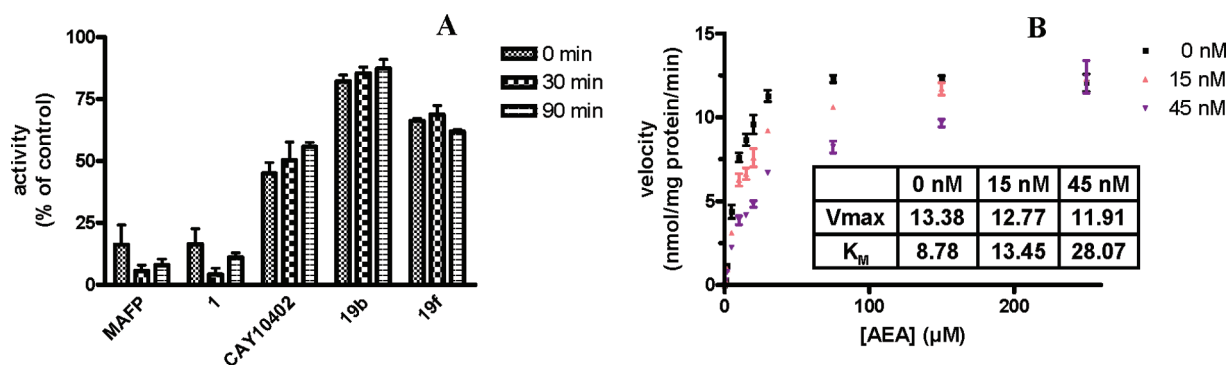 A
100
75
50
25
0
activity
(% of control)
0 min
30 min
90 min
MAFP
1
CAY10402
19b
19f
B
15
10
5
0
velocity
(nmol/mg protein/min)
0 nM
15 nM
45 nM
0 nM 15 nM 45 nM
Vmax 13.38 12.77 11.91
KM 8.78 13.45 28.07
100
200
[AEA] (µM)